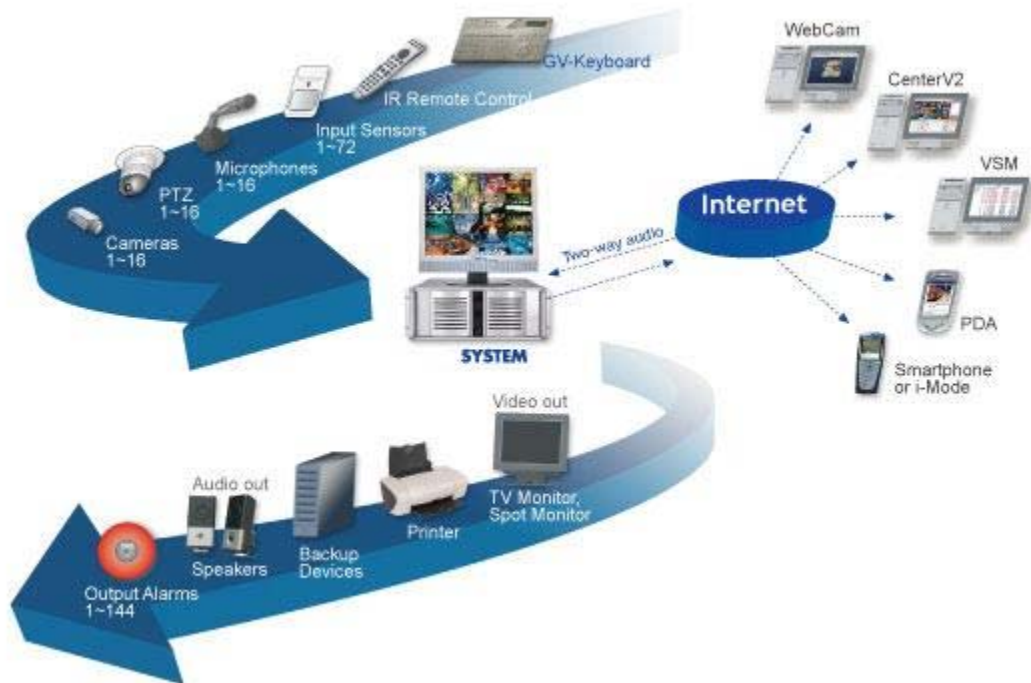 GV-Keyboard
IR Remote Control
Input Sensors
1~72
Microphones
1~16
PTZ
1~16
Cameras
1~16
SYSTEM
Two-way audio
Internet
WebCam
CenterV2
VSM
PDA
Smartphone
or i-Mode
Video out
TV Monitor,
Spot Monitor
Printer
Backup
Devices
Audio out
Speakers
Output Alarms
1~144